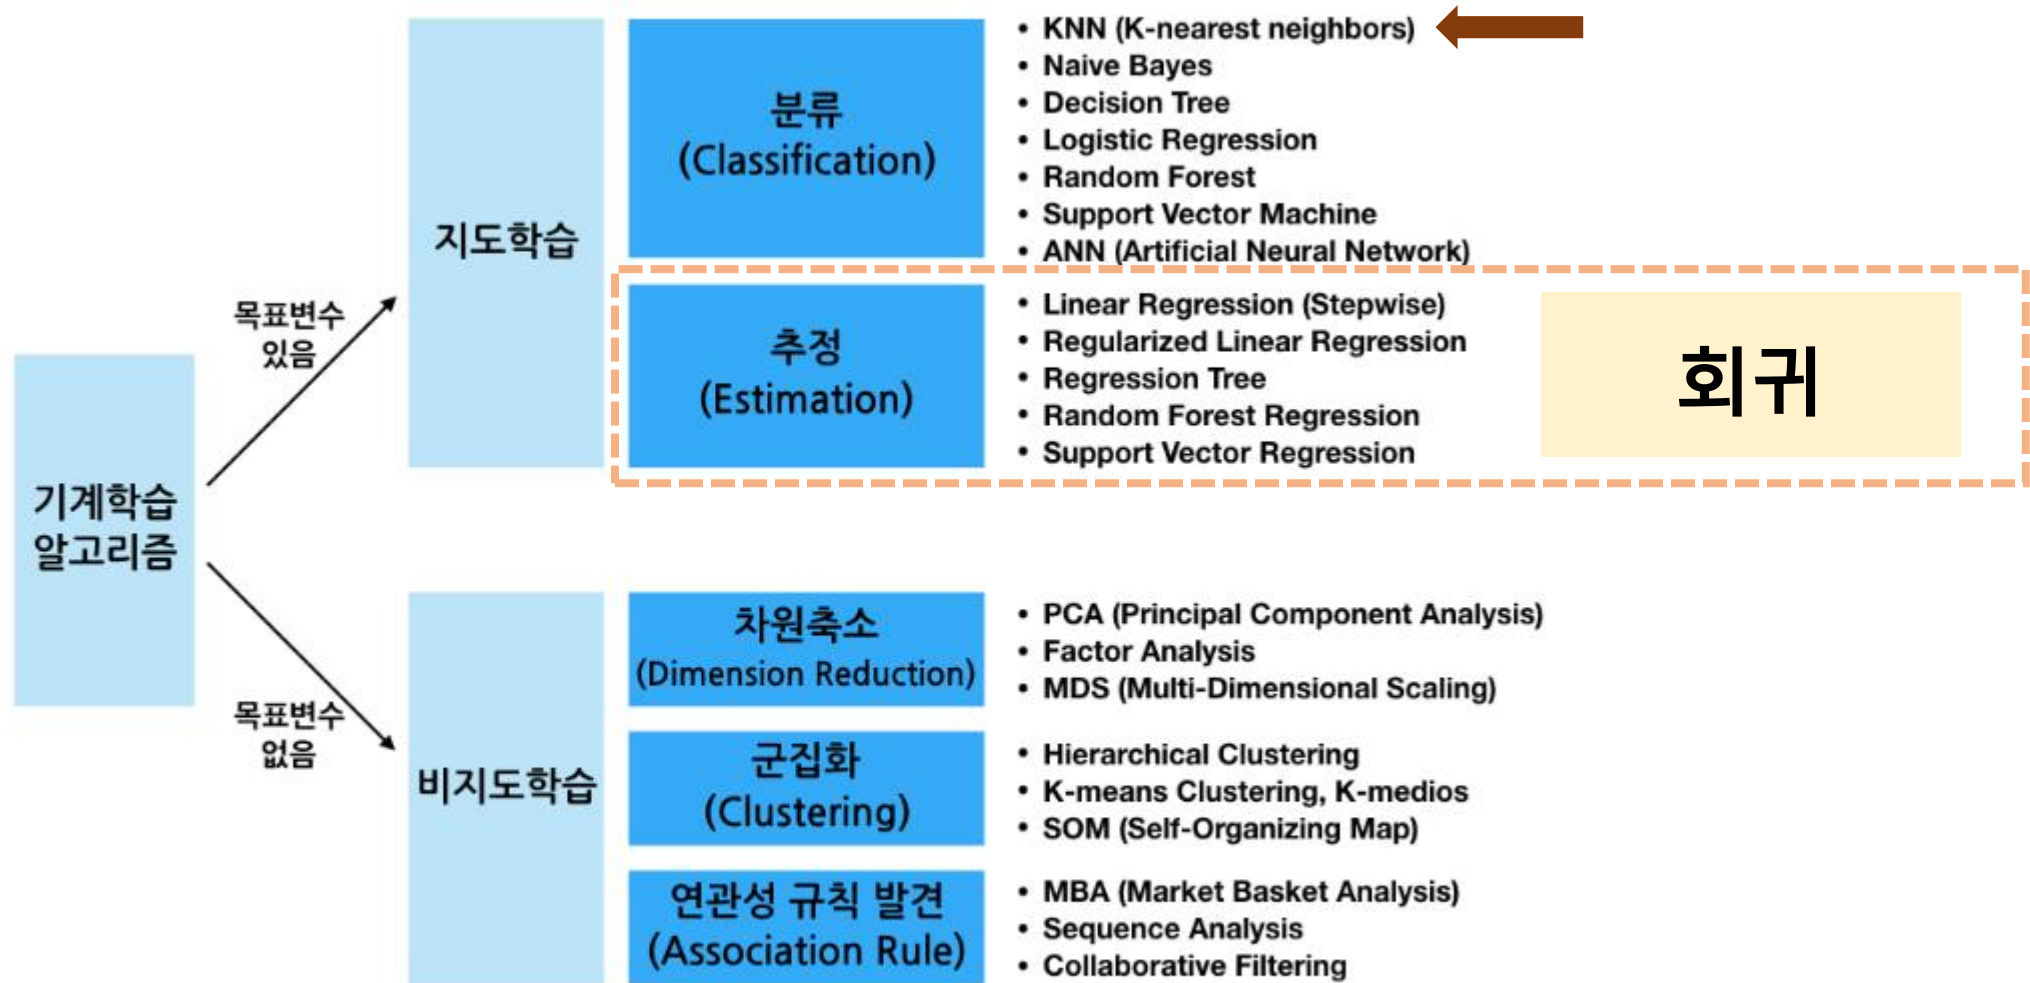 기계학습
알고리즘
목표변수
있음
목표변수
없음
지도학습
분류
(Classification)
• KNN (K-nearest neighbors)
• Naive Bayes
• Decision Tree
• Logistic Regression
• Random Forest
• Support Vector Machine
• ANN (Artificial Neural Network)
추정
(Estimation)
• Linear Regression (Stepwise)
• Regularized Linear Regression
• Regression Tree
• Random Forest Regression
• Support Vector Regression
회귀
비지도학습
차원축소
(Dimension Reduction)
• PCA (Principal Component Analysis)
• Factor Analysis
• MDS (Multi-Dimensional Scaling)
군집화
(Clustering)
• Hierarchical Clustering
• K-means Clustering, K-medios
• SOM (Self-Organizing Map)
연관성 규칙 발견
(Association Rule)
• MBA (Market Basket Analysis)
• Sequence Analysis
• Collaborative Filtering